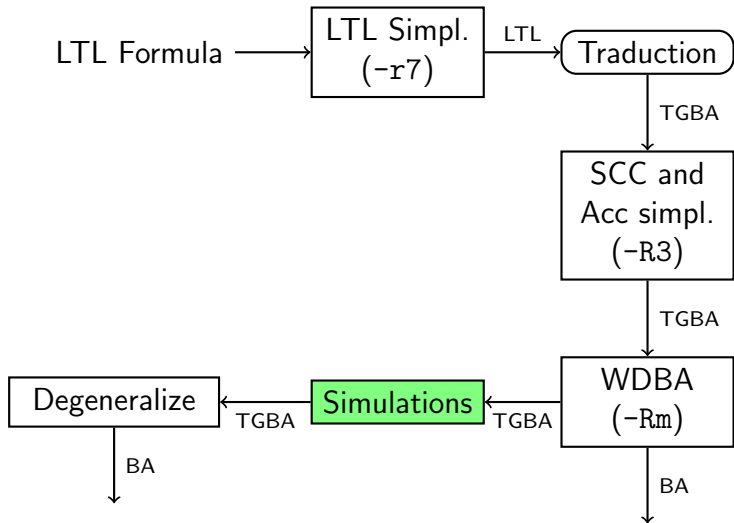 LTL Formula
LTL Simpl.
(-r7)
LTL
Traduction
TGBA
SCC and
Acc simpl.
(-R3)
TGBA
WDBA
(-Rm)
TGBA
Simulations
TGBA
Degeneralize
BA
BA